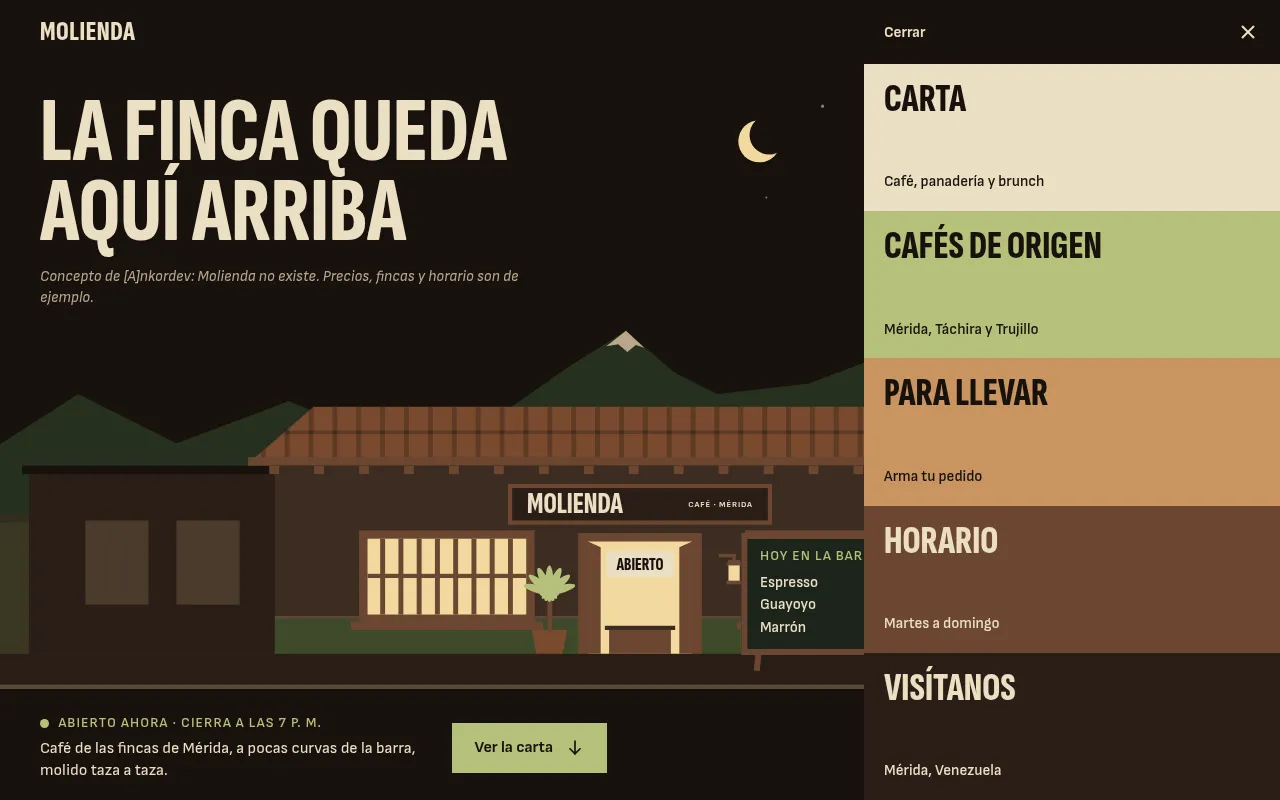 MOLIENDA
LA FINCA QUEDA
AQUÍ ARRIBA
Concepto de [A]nkordev: Molienda no existe. Precios, fincas y horario son de
ejemplo.
MOLIENDA
CAFÉ · MÉRIDA
ABIERTO
HOY EN LA BAR
Espresso
Guayoyo
Marrón
ABIERTO AHORA · CIERRA A LAS 7 P. M.
Café de las fincas de Mérida, a pocas curvas de la barra,
molido taza a taza.
Ver la carta
Cerrar
CARTA
Café, panadería y brunch
CAFÉS DE ORIGEN
Mérida, Táchira y Trujillo
PARA LLEVAR
Arma tu pedido
HORARIO
Martes a domingo
VISÍTANOS
Mérida, Venezuela